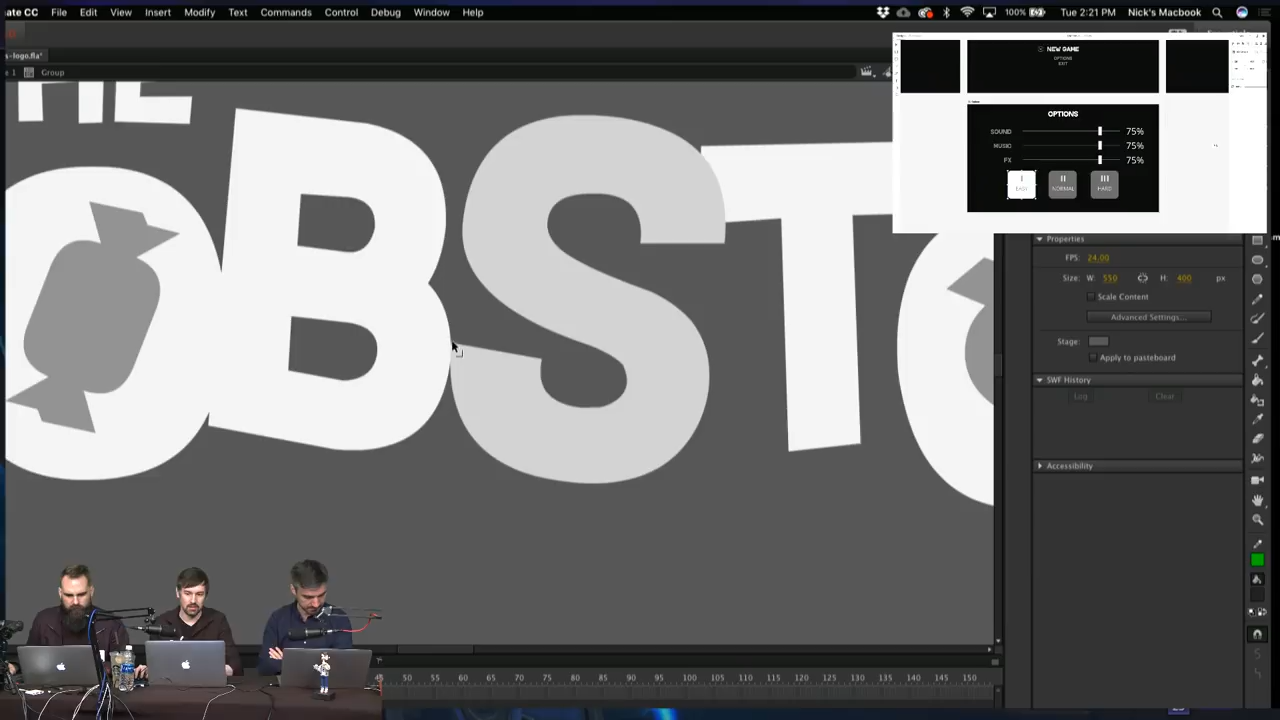 ate CC File Edit View Insert Modify Text Commands Control Debug Window Help 100% Tue 2:21 PM Nick's Macbook
s-logo.fla*
e 1 Group
OBSTO
NEW GAME
OPTIONS
EXIT
OPTIONS
SOUND 75%
MUSIC 75%
FX 75%
I II III
EASY NORMAL HARD
Properties
FPS: 24.00
Size: W: 550 H: 400 px
Scale Content
Advanced Settings...
Stage:
Apply to pasteboard
SWF History
Log Clear
Accessibility
45 50 55 60 65 70 75 80 85 90 95 100 105 110 115 120 125 130 135 140 145 150